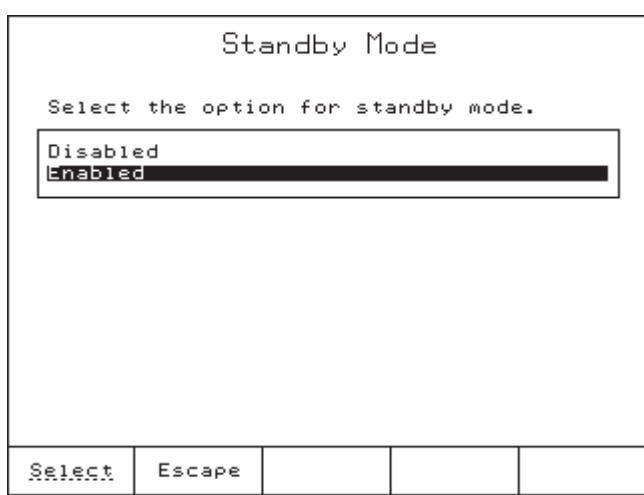 Standby Mode
Select the option for standby mode.
Disabled
Enabled
Select Escape